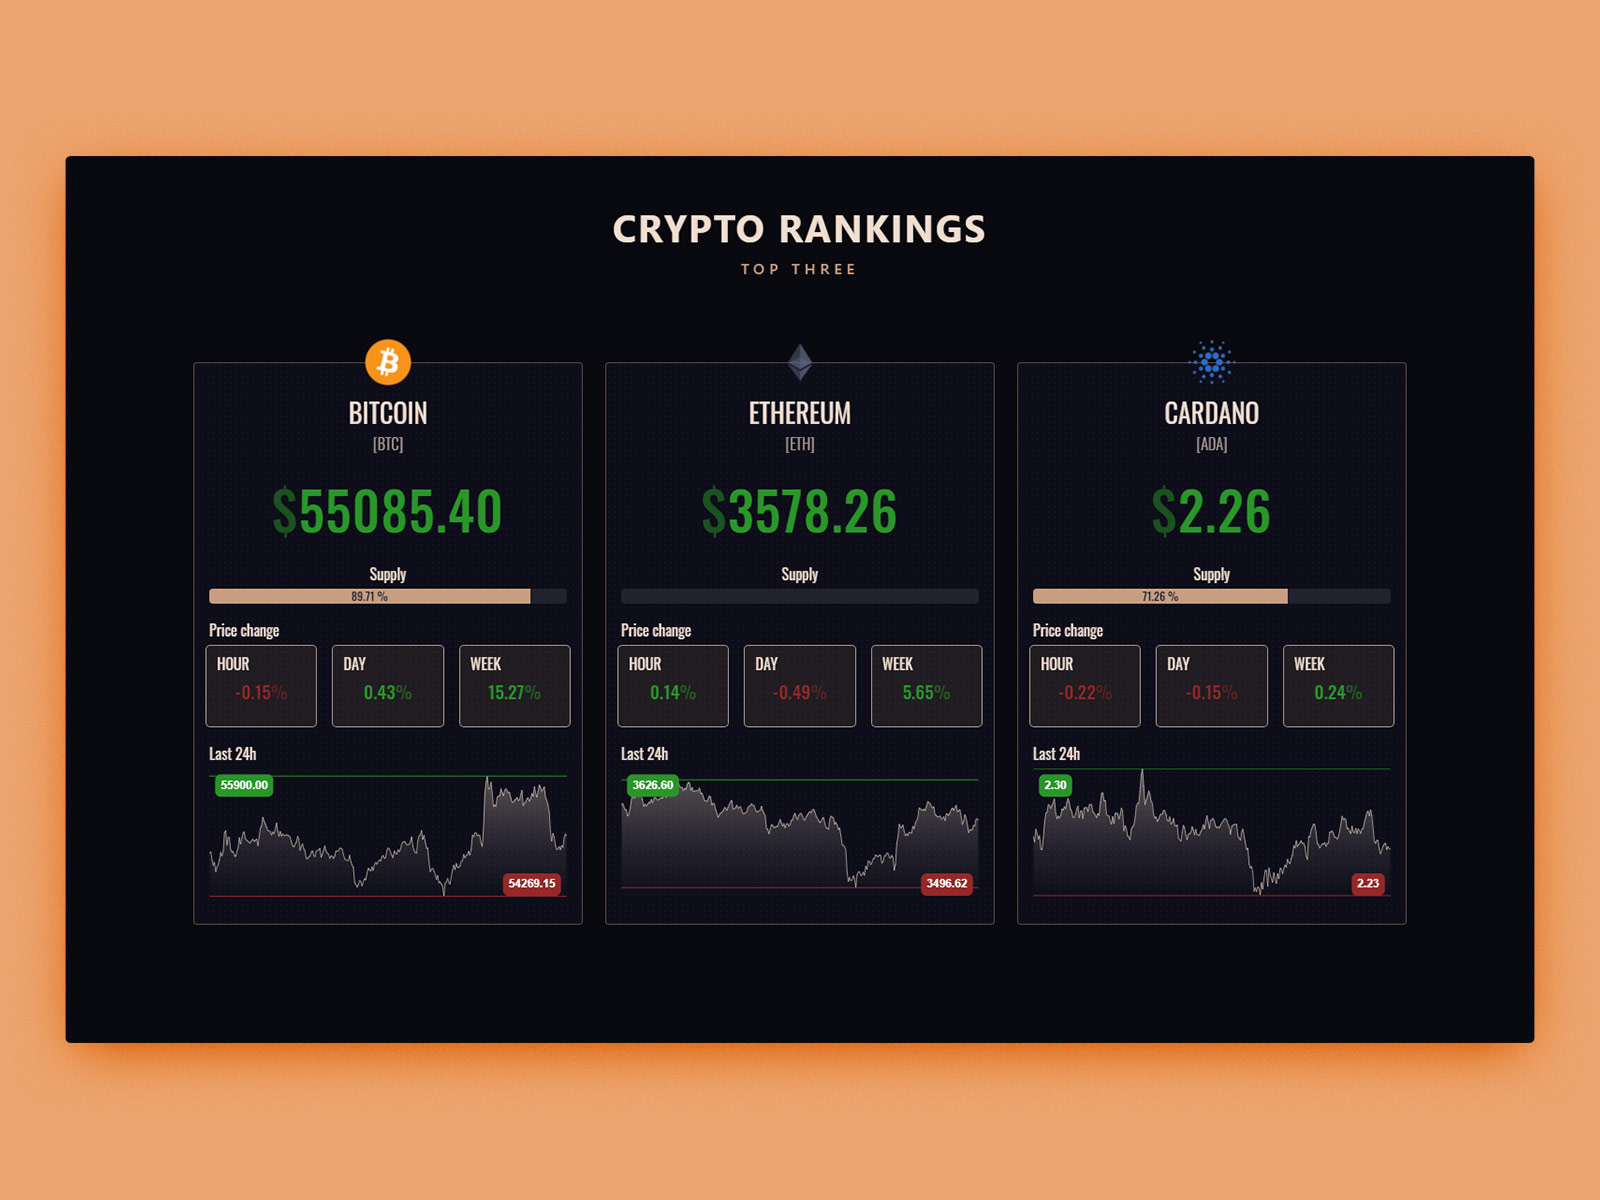 CRYPTO RANKINGS
TOP THREE
BITCOIN
[BTC]
$55085.40
Supply
89.71 %
Price change
HOUR
-0.15%
DAY
0.43%
WEEK
15.27%
Last 24h
55900.00
54269.15
ETHEREUM
[ETH]
$3578.26
Supply
Price change
HOUR
0.14%
DAY
-0.49%
WEEK
5.65%
Last 24h
3626.60
3496.62
CARDANO
[ADA]
$2.26
Supply
71.26 %
Price change
HOUR
-0.22%
DAY
-0.15%
WEEK
0.24%
Last 24h
2.30
2.23